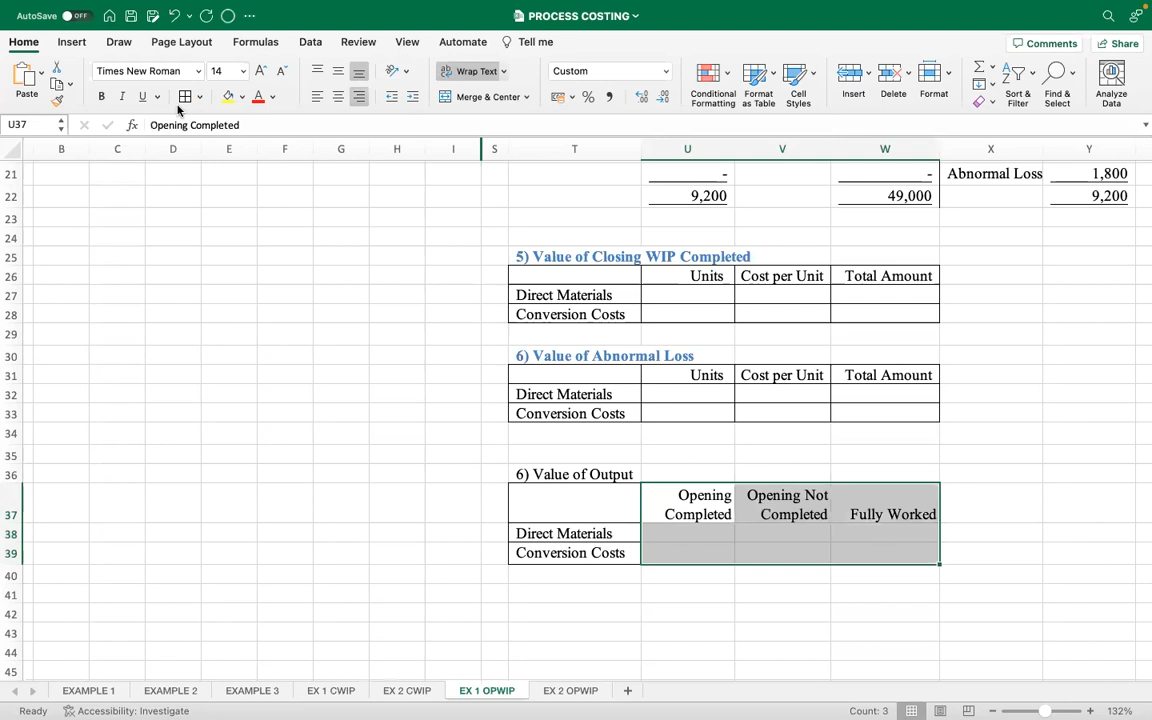 AutoSave OFF PROCESS COSTING
Home Insert Draw Page Layout Formulas Data Review View Automate Tell me Comments Share
Paste Times New Roman 14 A A Wrap Text Custom Conditional Formatting Format as Table Cell Styles Insert Delete Format Sort & Filter Find & Select Analyze Data
B I U A Merge & Center % 9
U37 fx Opening Completed
B C D E F G H I S T U V W X Y
21 - - Abnormal Loss 1,800
22 9,200 49,000 9,200
23
24
25 5) Value of Closing WIP Completed
26 Units Cost per Unit Total Amount
27 Direct Materials
28 Conversion Costs
29
30 6) Value of Abnormal Loss
31 Units Cost per Unit Total Amount
32 Direct Materials
33 Conversion Costs
34
35
36 6) Value of Output
Opening Opening Not
37 Completed Completed Fully Worked
38 Direct Materials
39 Conversion Costs
40
41
42
43
44
45
EXAMPLE 1 EXAMPLE 2 EXAMPLE 3 EX 1 CWIP EX 2 CWIP EX 1 OPWIP EX 2 OPWIP +
Ready Accessibility: Investigate Count: 3 - + 132%